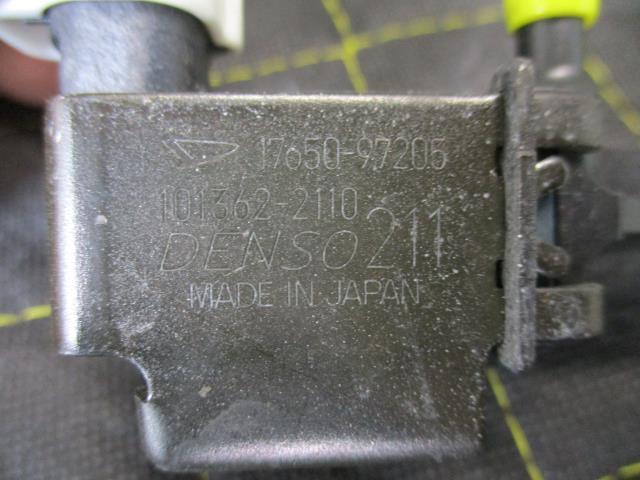 17650-97205
101362-2110
DENSO 211
MADE IN JAPAN